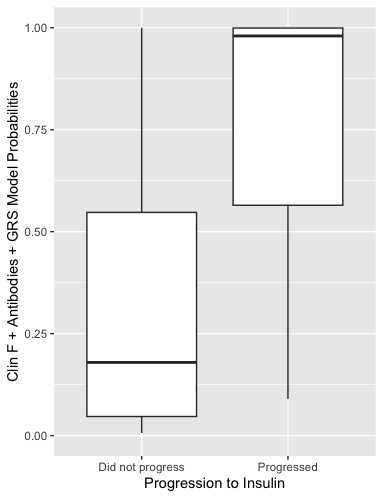 Clin F + Antibodies + GRS Model Probabilities
1.00
0.75
0.50
0.25
0.00
Did not progress
Progressed
Progression to Insulin